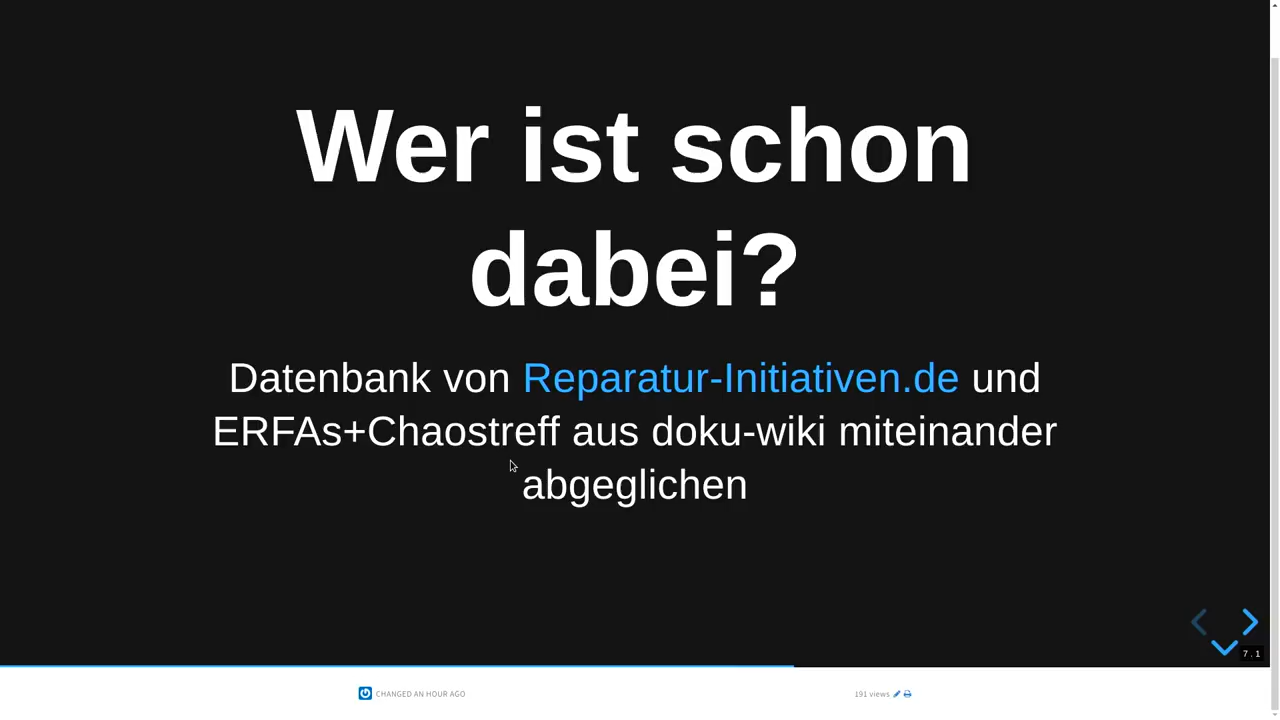 Wer ist schon
dabei?
Datenbank von Reparatur-Initiativen.de und
ERFAs+Chaostreff aus doku-wiki miteinander
abgeglichen
7.1
CHANGED AN HOUR AGO
191 views